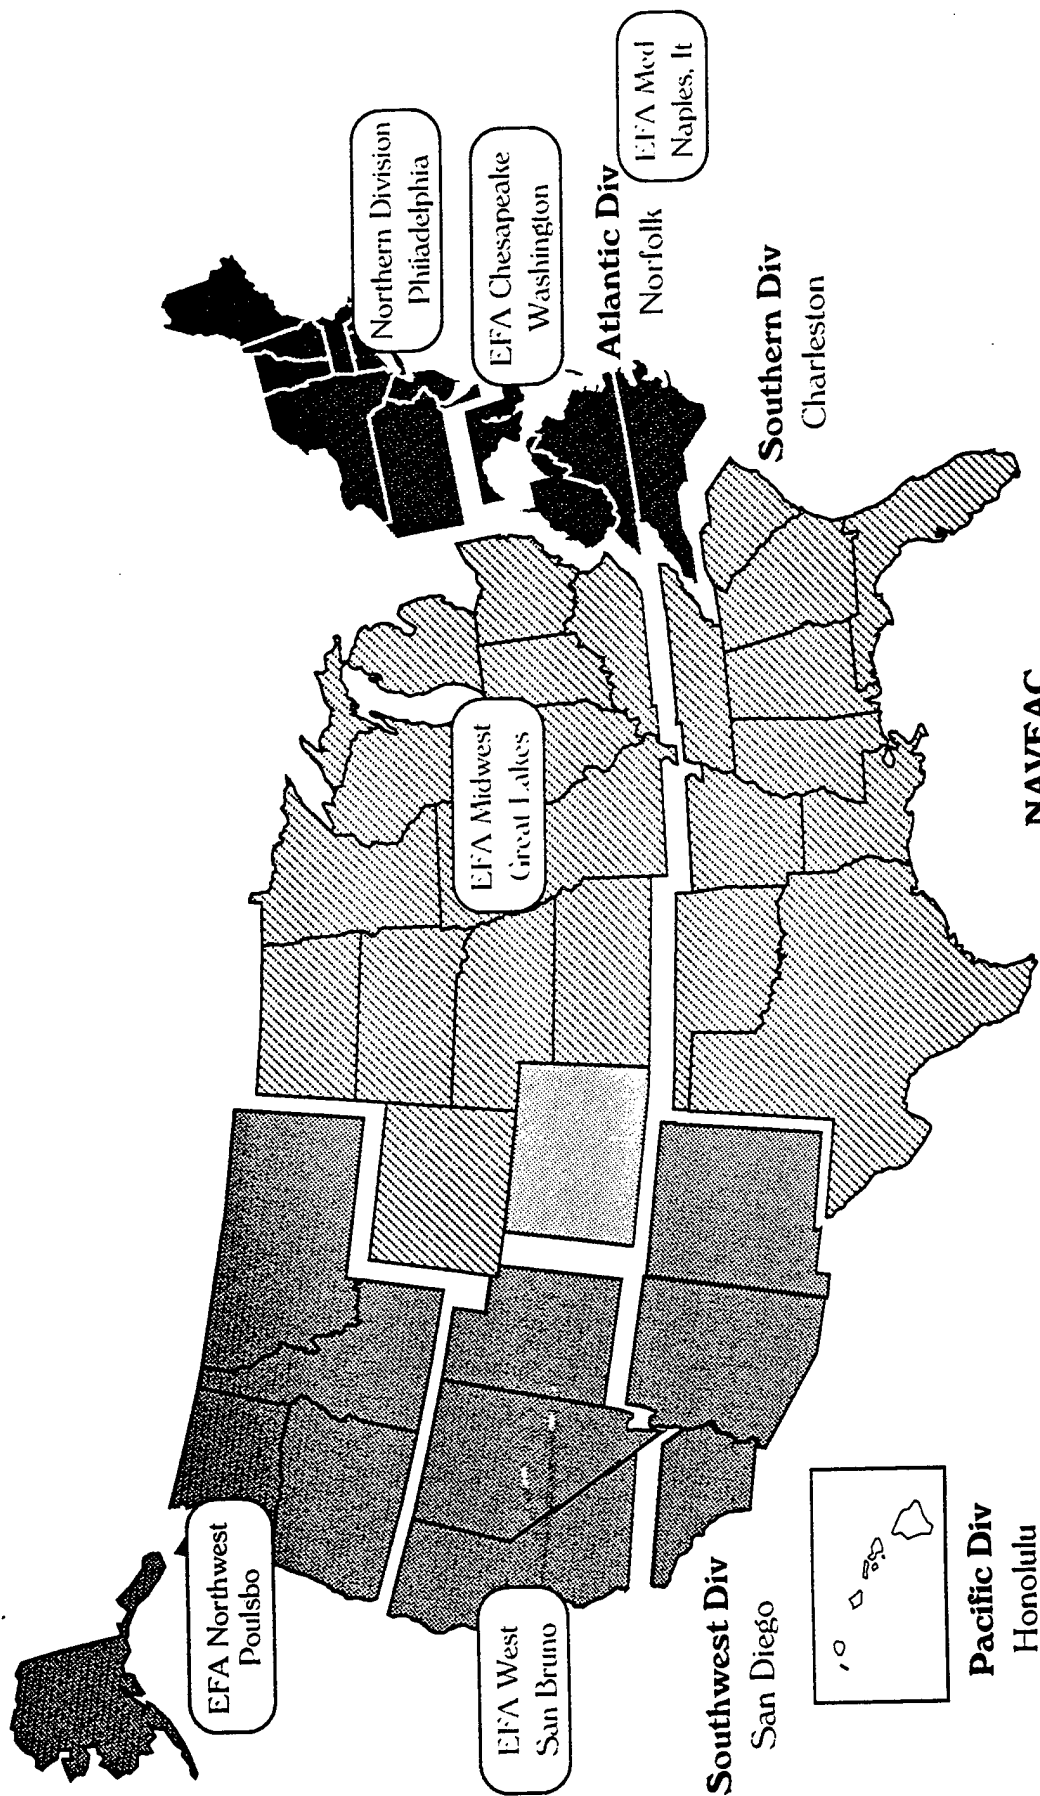 EFA Northwest
Poulsbo
EFA West
San Bruno
Southwest Div
San Diego
Pacific Div
Honolulu
EFA Midwest
Great Lakes
Northern Division
Philadelphia
EFA Chesapeake
Washington
Atlantic Div
Norfolk
EFA Med
Naples, It
Southern Div
Charleston
NAVFAC